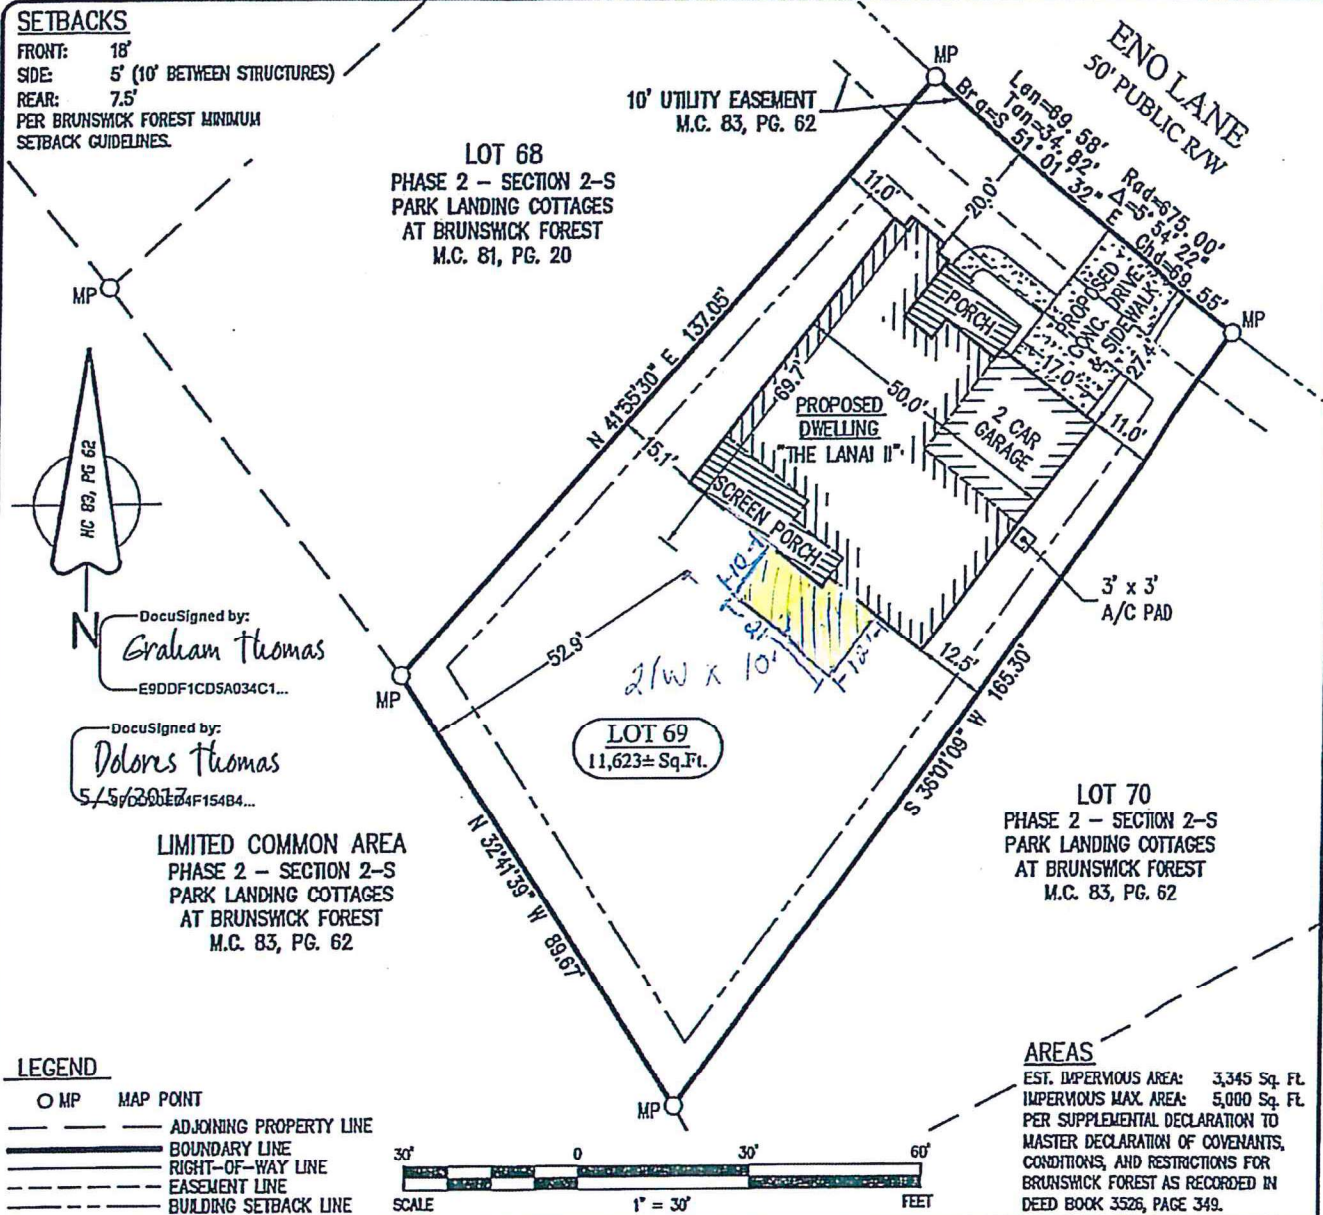 SETBACKS
FRONT: 18'
SIDE: 5' (10' BETWEEN STRUCTURES)
REAR: 7.5'
PER BRUNSWICK FOREST MINIMUM
SETBACK GUIDELINES.
ENO LANE
50' PUBLIC R/W
MP
10' UTILITY EASEMENT
M.C. 83, PG. 62
Len=69.58' Rad=675.00'
Tan=34.82' Δ=5°54'22"
Brg=S 51°01'32" E Chd=69.55'
LOT 68
PHASE 2 - SECTION 2-S
PARK LANDING COTTAGES
AT BRUNSWICK FOREST
M.C. 81, PG. 20
11.0'
20.0'
MP
PORCH
PROPOSED
CONC. DRIVE
& SIDEWALK
27.4'
17.0'
MP
N 41°55'30" E 137.05'
69.7'
50.0'
PROPOSED
DWELLING
"THE LANAI II"
2 CAR
GARAGE
11.0'
15.1'
SCREEN PORCH
MC 83, PG 62
N
10'
21'
12'
21W X 10'
3' x 3'
A/C PAD
12.5'
52.9'
S 36°01'09" W 165.30'
DocuSigned by:
Graham Thomas
E9DDF1CD5A034C1...
DocuSigned by:
Dolores Thomas
5/5/2017
MP
LOT 69
11,623± Sq.Ft.
N 32°41'39" W 89.67'
LIMITED COMMON AREA
PHASE 2 - SECTION 2-S
PARK LANDING COTTAGES
AT BRUNSWICK FOREST
M.C. 83, PG. 62
LOT 70
PHASE 2 - SECTION 2-S
PARK LANDING COTTAGES
AT BRUNSWICK FOREST
M.C. 83, PG. 62
MP
LEGEND
MP MAP POINT
ADJOINING PROPERTY LINE
BOUNDARY LINE
RIGHT-OF-WAY LINE
EASEMENT LINE
BUILDING SETBACK LINE
30' 0 30' 60'
SCALE 1" = 30' FEET
AREAS
EST. IMPERVIOUS AREA: 3,345 Sq. Ft.
IMPERVIOUS MAX. AREA: 5,000 Sq. Ft.
PER SUPPLEMENTAL DECLARATION TO
MASTER DECLARATION OF COVENANTS,
CONDITIONS, AND RESTRICTIONS FOR
BRUNSWICK FOREST AS RECORDED IN
DEED BOOK 3526, PAGE 349.